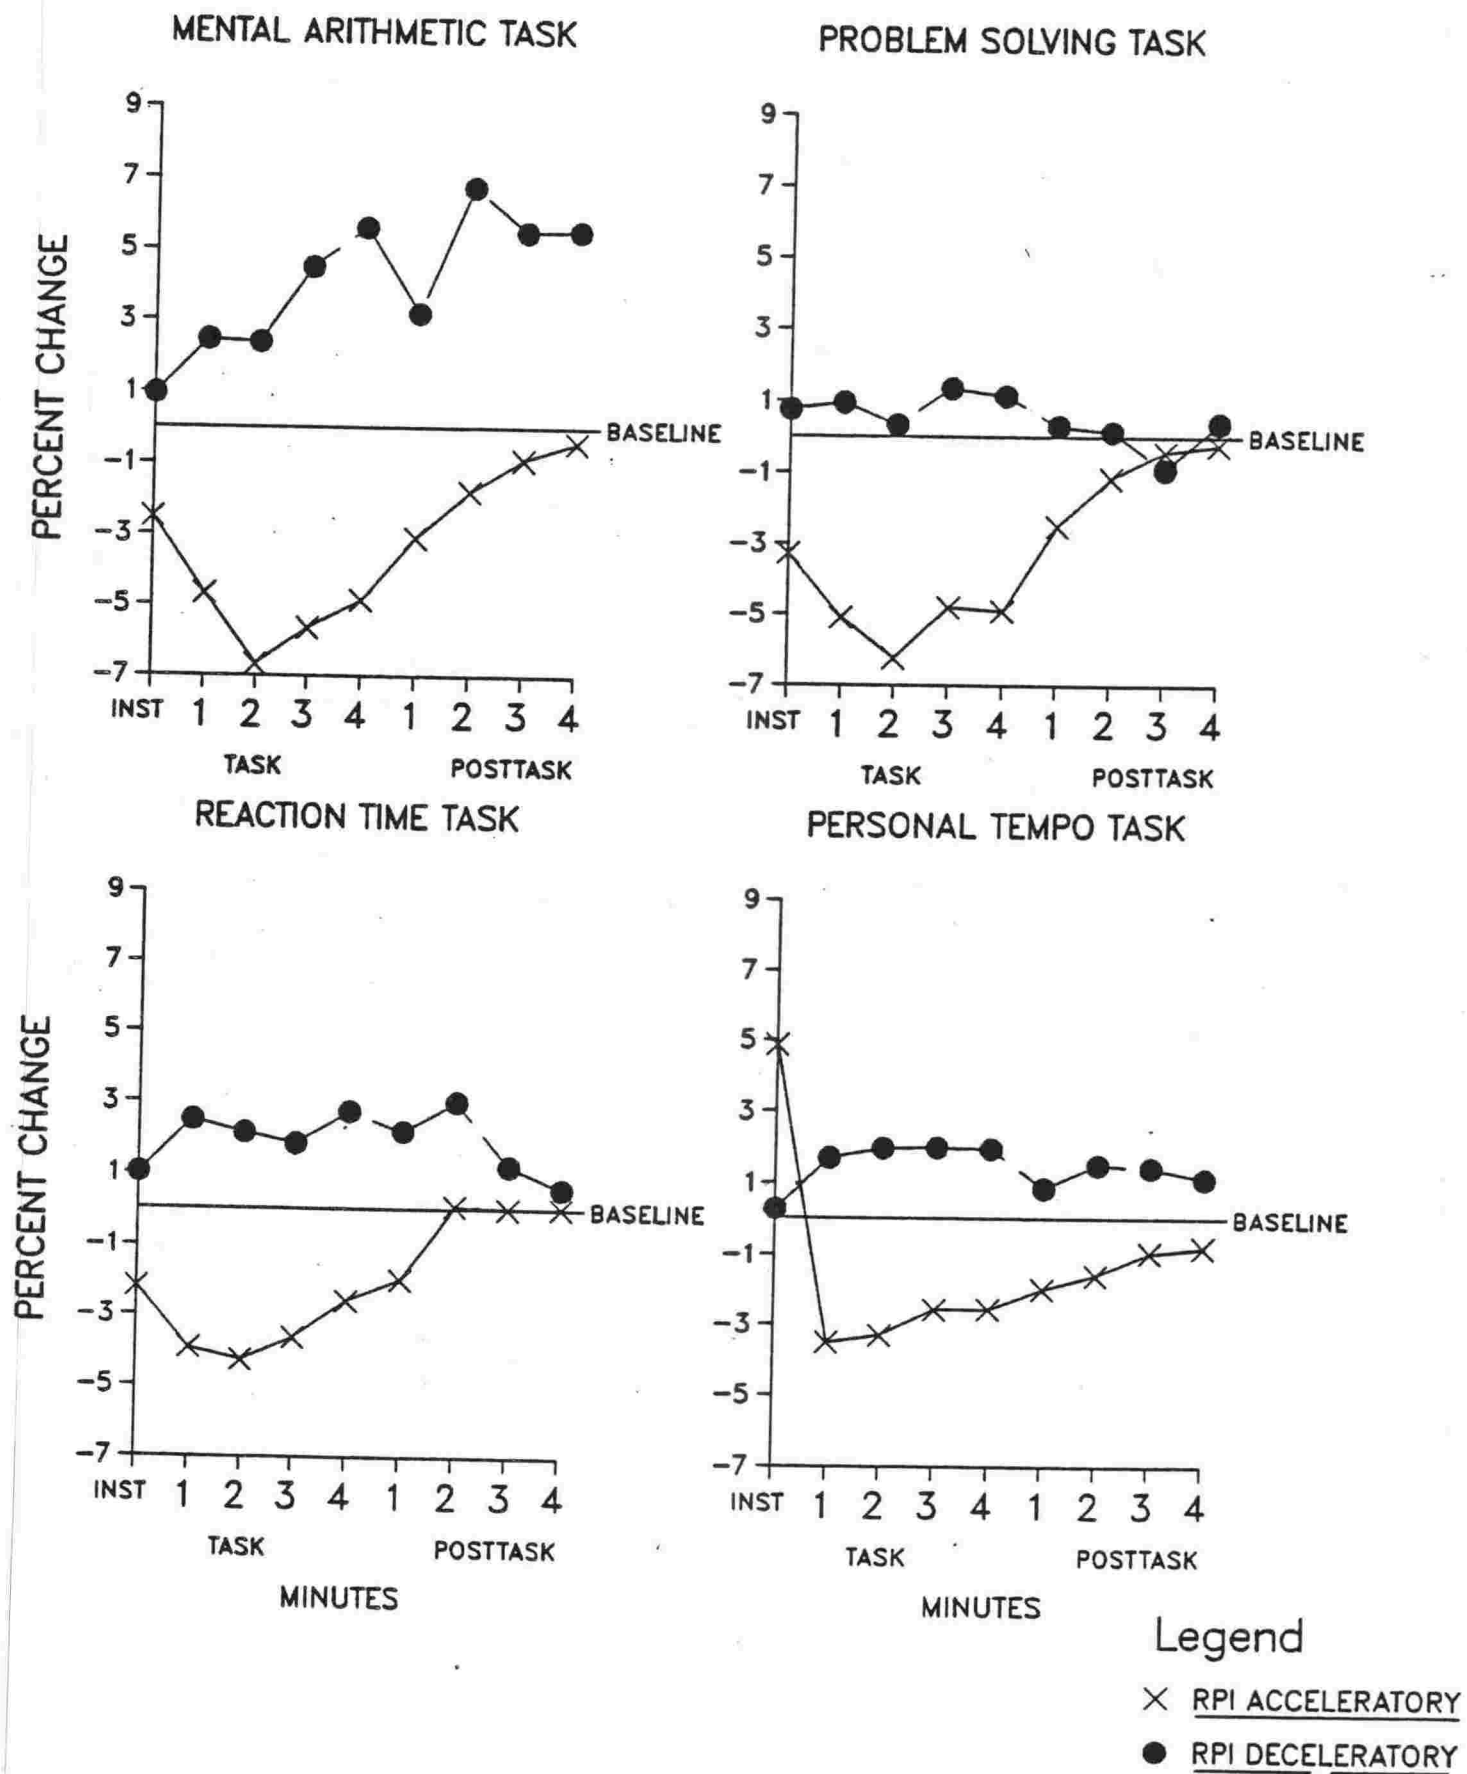 MENTAL ARITHMETIC TASK
PERCENT CHANGE
9
7
5
3
1
-1
-3
-5
-7
BASELINE
INST 1 2 3 4 1 2 3 4
TASK POSTTASK
PROBLEM SOLVING TASK
9
7
5
3
1
-1
-3
-5
-7
BASELINE
INST 1 2 3 4 1 2 3 4
TASK POSTTASK
REACTION TIME TASK
PERCENT CHANGE
9
7
5
3
1
-1
-3
-5
-7
BASELINE
INST 1 2 3 4 1 2 3 4
TASK POSTTASK
MINUTES
PERSONAL TEMPO TASK
9
7
5
3
1
-1
-3
-5
-7
BASELINE
INST 1 2 3 4 1 2 3 4
TASK POSTTASK
MINUTES
Legend
RPI ACCELERATORY
RPI DECELERATORY